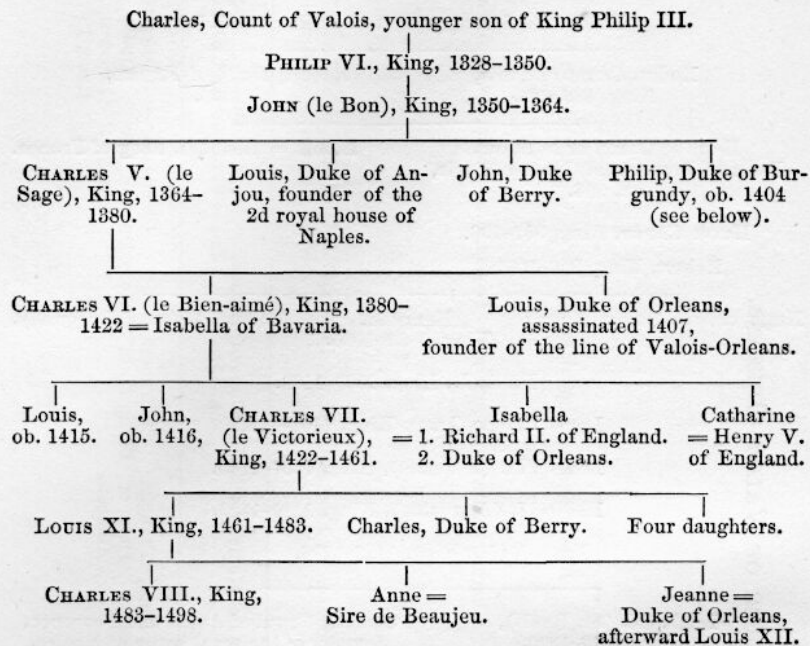 Charles, Count of Valois, younger son of King Philip III.
PHILIP VI., King, 1328–1350.
JOHN (le Bon), King, 1350–1364.
CHARLES V. (le
Sage), King, 1364–
1380.
Louis, Duke of An-
jou, founder of the
2d royal house of
Naples.
John, Duke
of Berry.
Philip, Duke of Bur-
gundy, ob. 1404
(see below).
CHARLES VI. (le Bien-aimé), King, 1380–
1422 = Isabella of Bavaria.
Louis, Duke of Orleans,
assassinated 1407,
founder of the line of Valois-Orleans.
Louis,
ob. 1415.
John,
ob. 1416,
CHARLES VII.
(le Victorieux),
King, 1422–1461.
Isabella
= 1. Richard II. of England.
2. Duke of Orleans.
Catharine
= Henry V.
of England.
LOUIS XI., King, 1461–1483.
Charles, Duke of Berry.
Four daughters.
CHARLES VIII., King,
1483–1498.
Anne =
Sire de Beaujeu.
Jeanne =
Duke of Orleans,
afterward Louis XII.